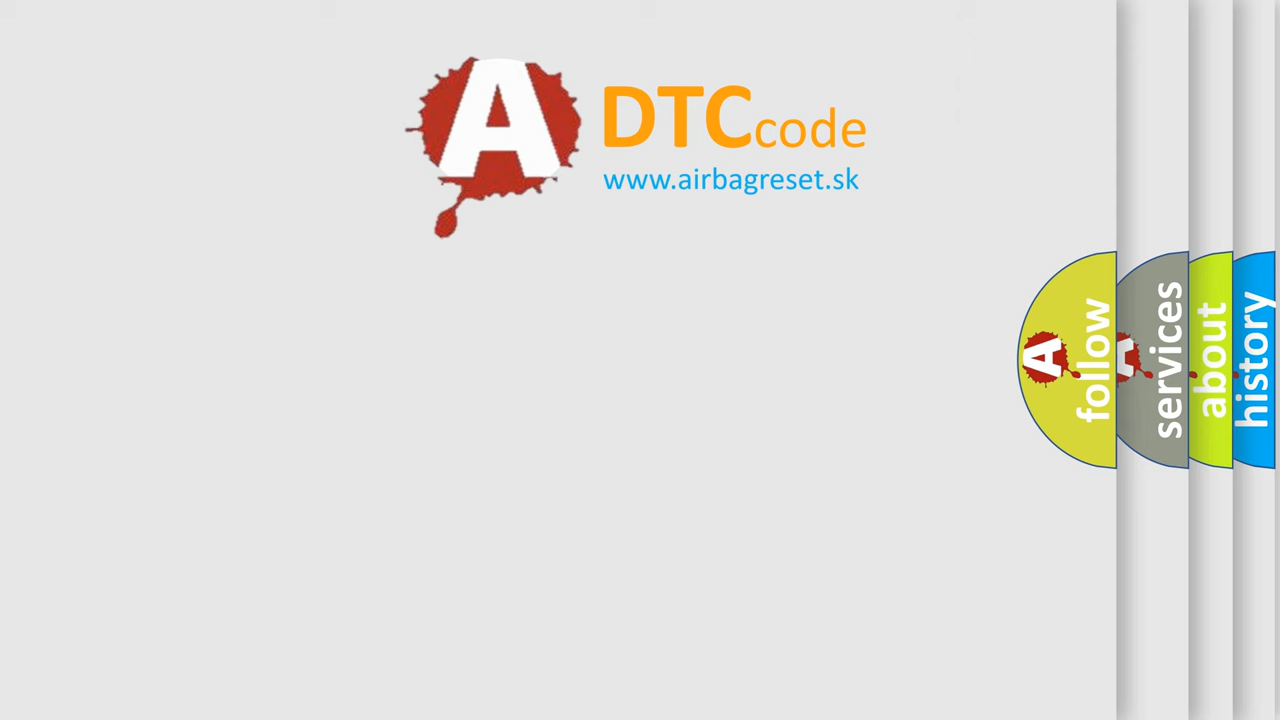 A
DTCcode
www.airbagreset.sk
A
follow
A
services
about
history